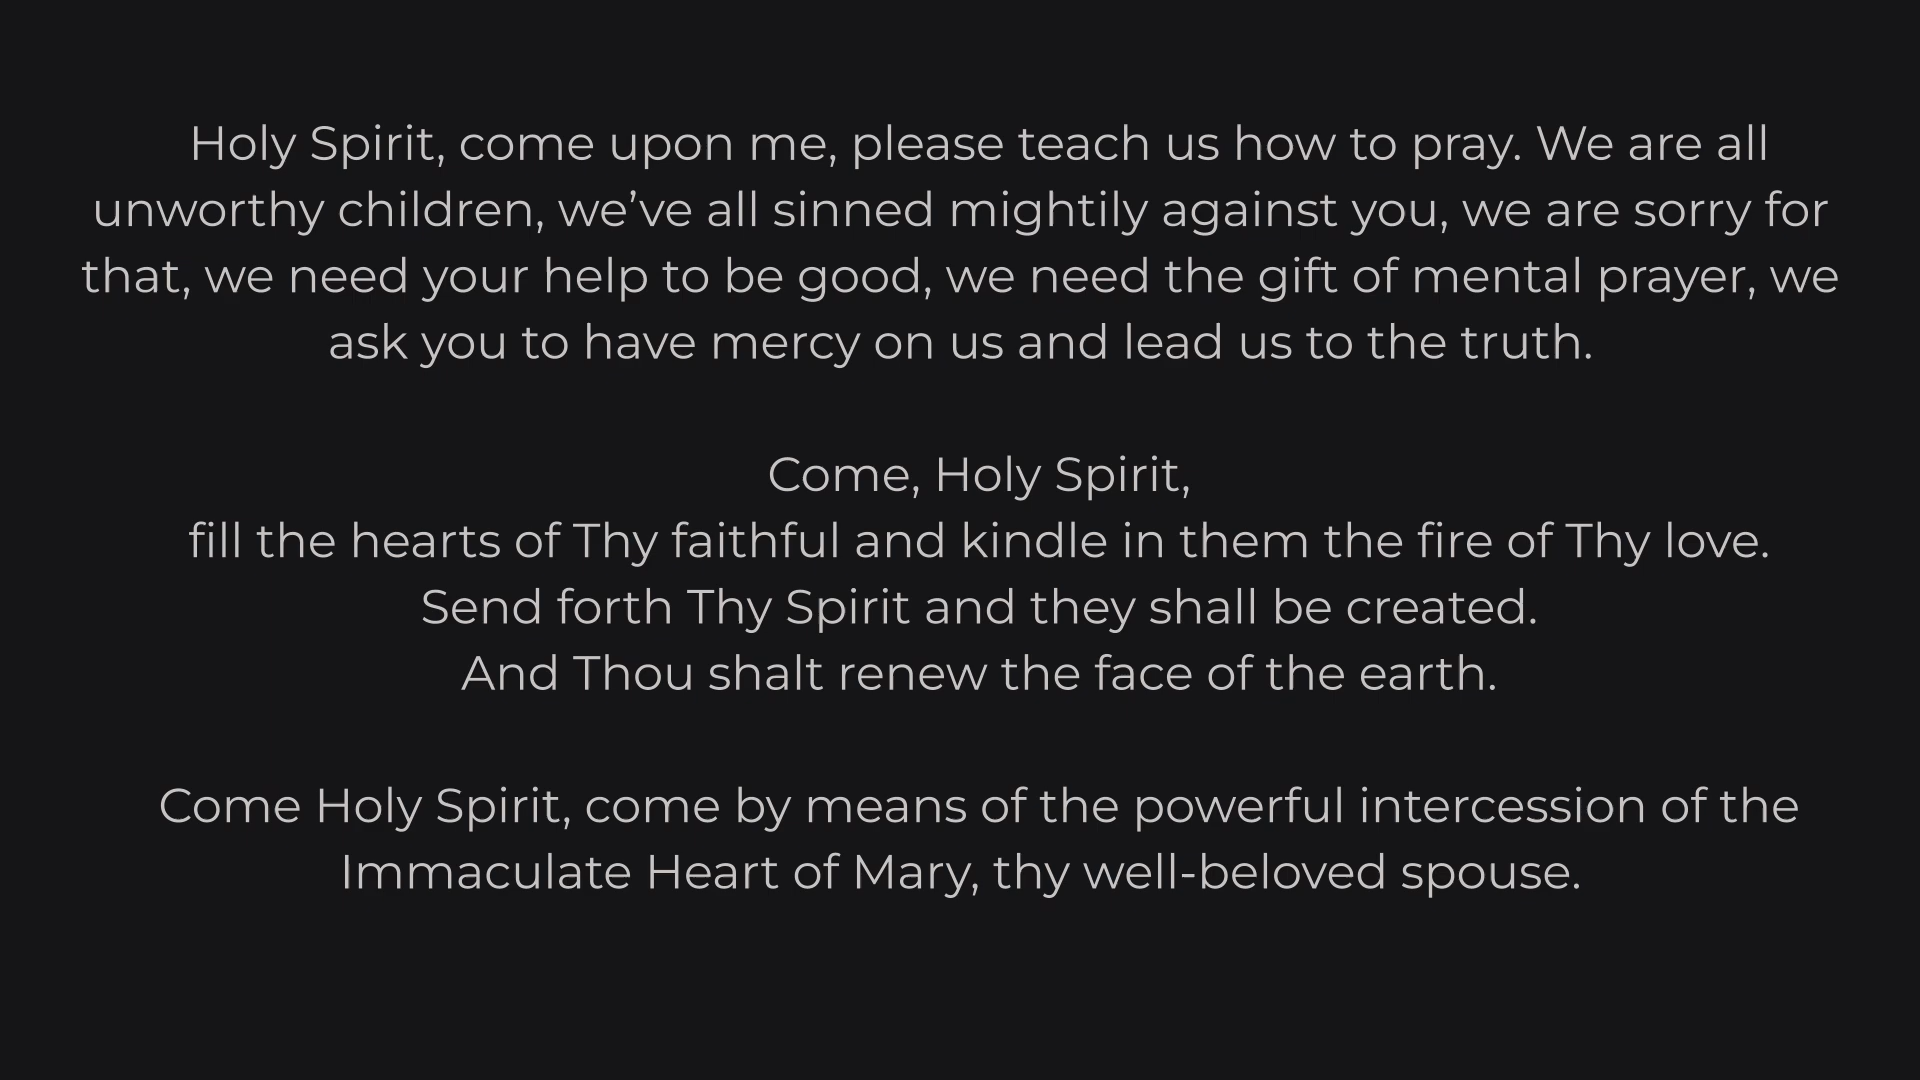 Holy Spirit, come upon me, please teach us how to pray. We are all
unworthy children, we’ve all sinned mightily against you, we are sorry for
that, we need your help to be good, we need the gift of mental prayer, we
ask you to have mercy on us and lead us to the truth.
Come, Holy Spirit,
fill the hearts of Thy faithful and kindle in them the fire of Thy love.
Send forth Thy Spirit and they shall be created.
And Thou shalt renew the face of the earth.
Come Holy Spirit, come by means of the powerful intercession of the
Immaculate Heart of Mary, thy well-beloved spouse.